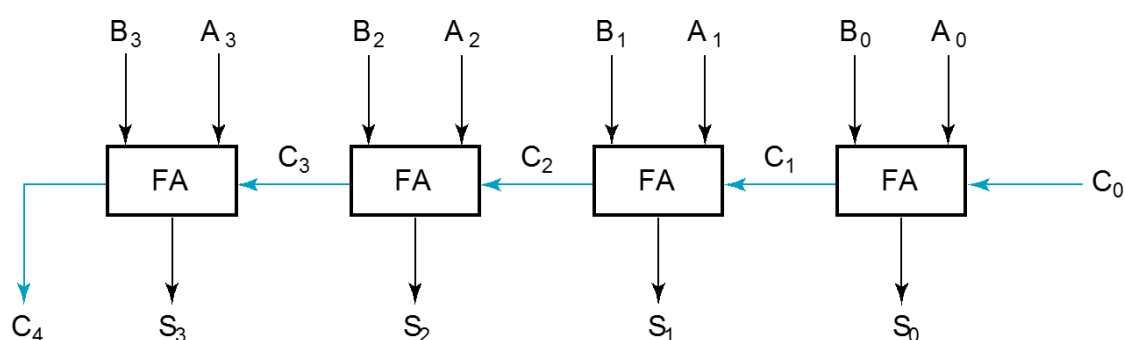 B₃ A₃ B₂ A₂ B₁ A₁ B₀ A₀
FA C₃ FA C₂ FA C₁ FA C₀
C₄ S₃ S₂ S₁ S₀